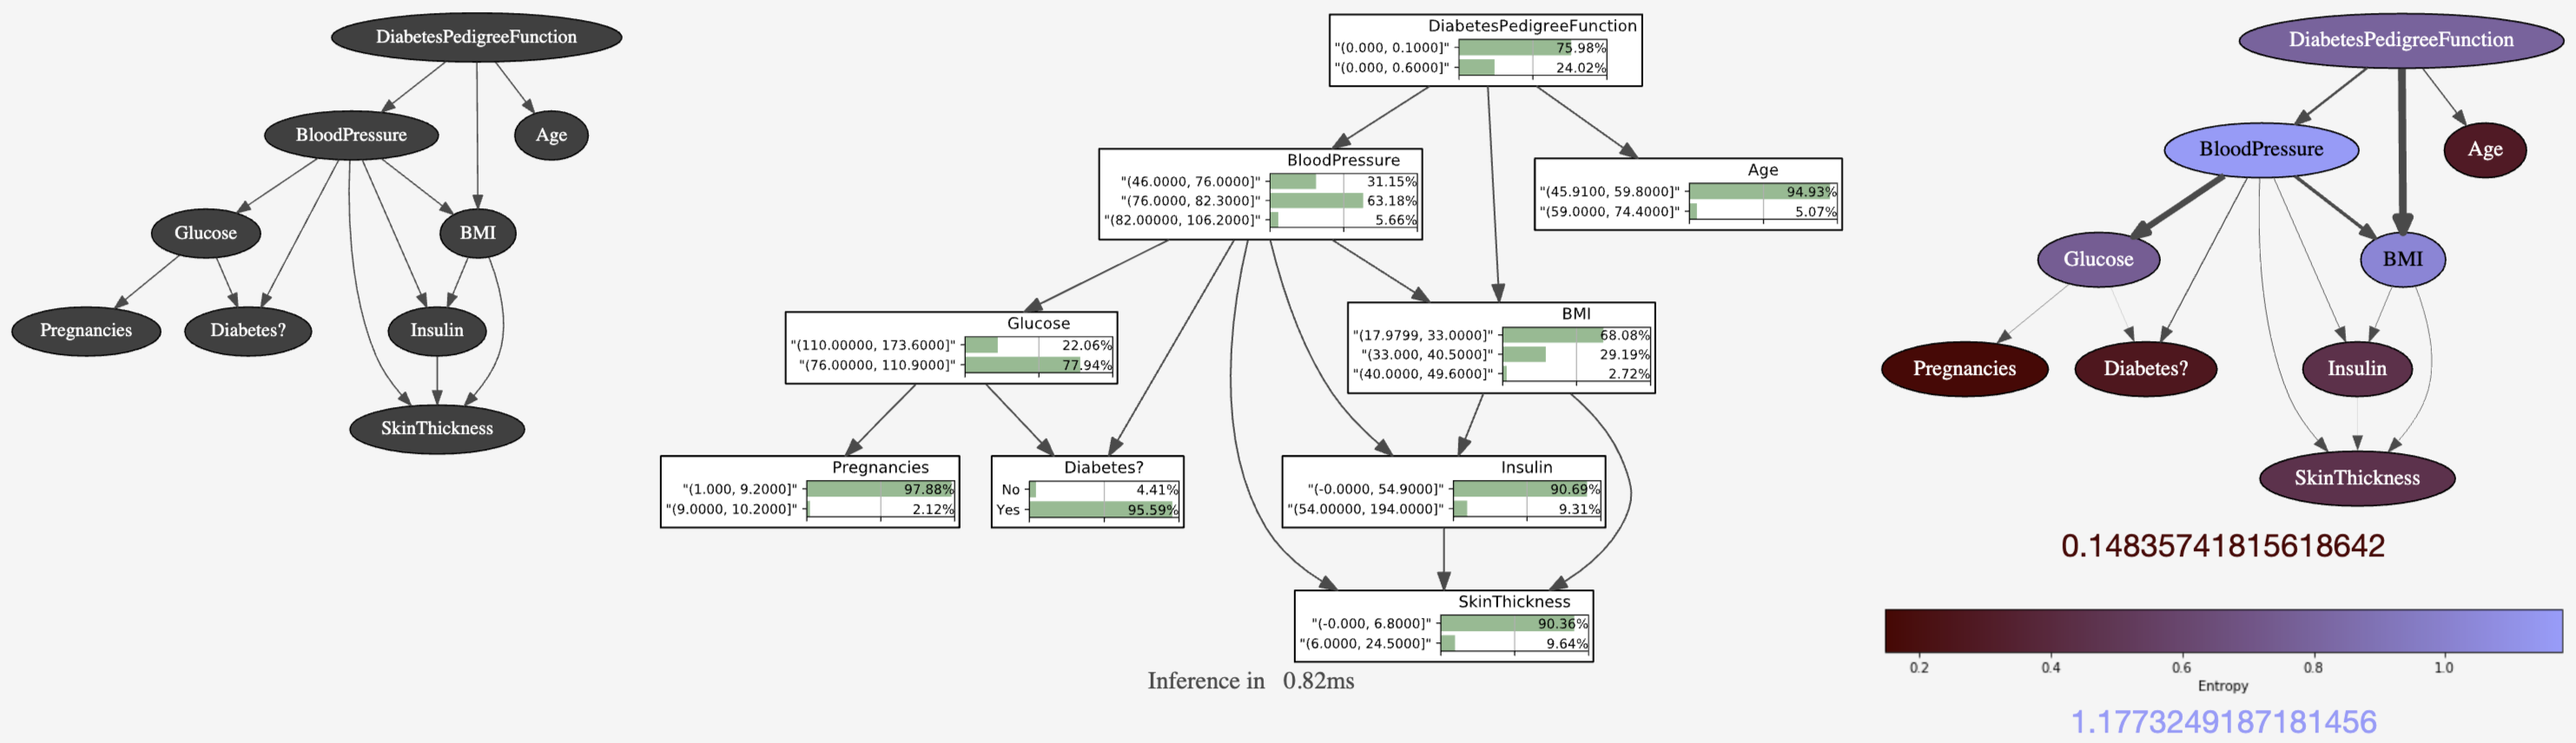 DiabetesPedigreeFunction
BloodPressure
Age
Glucose
BMI
Pregnancies
Diabetes?
Insulin
SkinThickness
DiabetesPedigreeFunction
"(0.000, 0.1000]" 75.98%
"(0.000, 0.6000]" 24.02%
BloodPressure
"(46.0000, 76.0000]" 31.15%
"(76.0000, 82.3000]" 63.18%
"(82.00000, 106.2000]" 5.66%
Age
"(45.9100, 59.8000]" 94.93%
"(59.0000, 74.4000]" 5.07%
Glucose
"(110.00000, 173.6000]" 22.06%
"(76.00000, 110.9000]" 77.94%
BMI
"(17.9799, 33.0000]" 68.08%
"(33.000, 40.5000]" 29.19%
"(40.0000, 49.6000]" 2.72%
Pregnancies
"(1.000, 9.2000]" 97.88%
"(9.0000, 10.2000]" 2.12%
Diabetes?
No 4.41%
Yes 95.59%
Insulin
"(-0.0000, 54.9000]" 90.69%
"(54.00000, 194.0000]" 9.31%
SkinThickness
"(-0.000, 6.8000]" 90.36%
"(6.0000, 24.5000]" 9.64%
Inference in 0.82ms
DiabetesPedigreeFunction
BloodPressure
Age
Glucose
BMI
Pregnancies
Diabetes?
Insulin
SkinThickness
0.14835741815618642
0.2 0.4 0.6 0.8 1.0
Entropy
1.1773249187181456